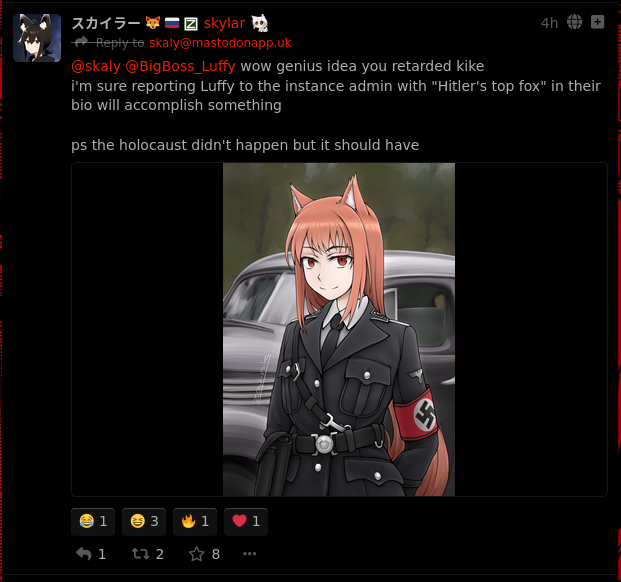 スカイラー 🦊 🇷🇺 🆉 skylar
4h
Reply to skaly@mastodonapp.uk
@skaly @BigBoss_Luffy wow genius idea you retarded kike
i'm sure reporting Luffy to the instance admin with "Hitler's top fox" in their
bio will accomplish something
ps the holocaust didn't happen but it should have
😂 1 😆 3 🔥 1 ❤️ 1
1 2 8